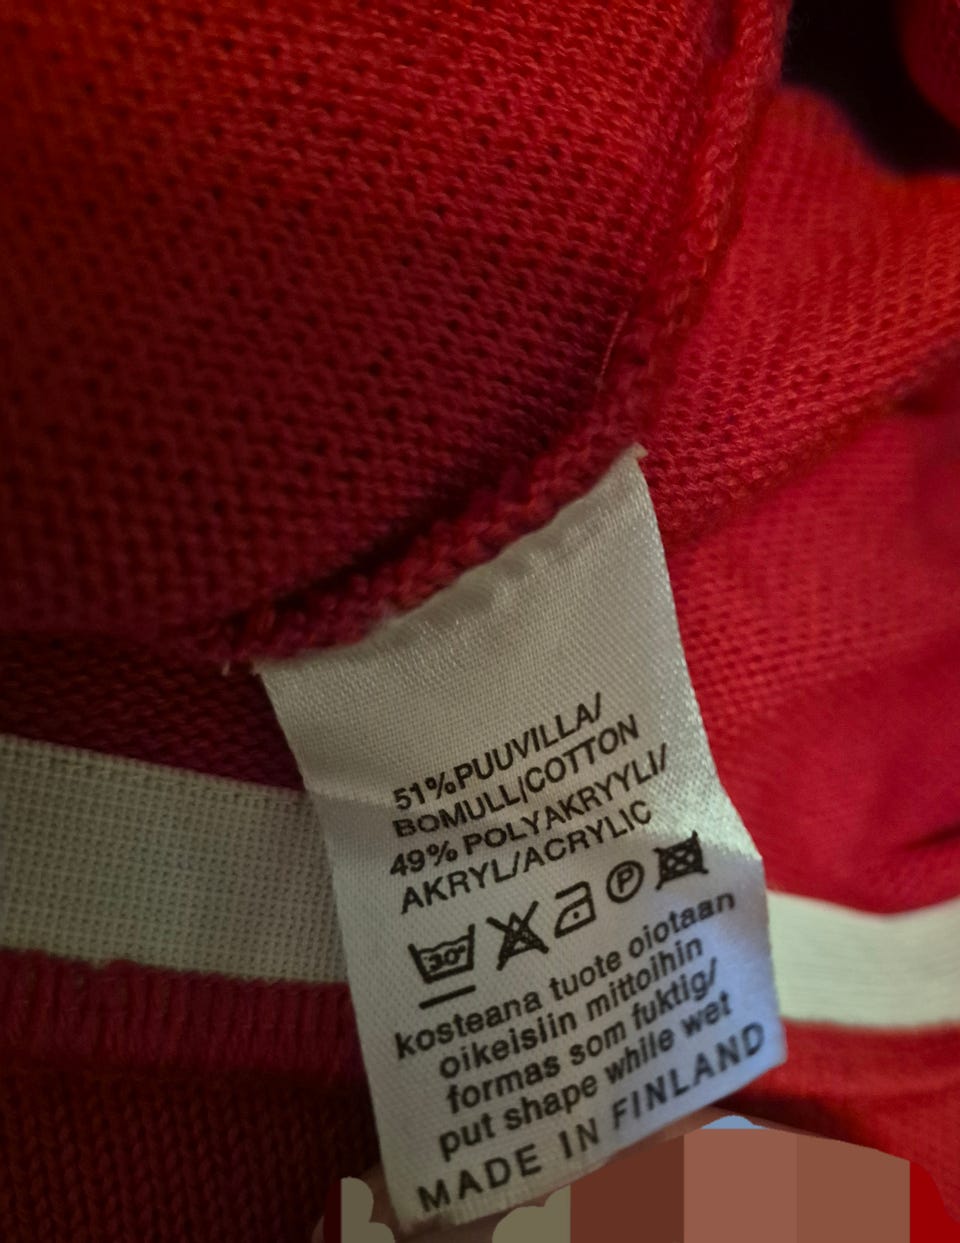 51%PUUVILLA/
BOMULL/COTTON
49% POLYAKRYYLI/
AKRYL/ACRYLIC
30° P
kosteana tuote oiotaan
oikeisiin mittoihin
formas som fuktig/
put shape while wet
MADE IN FINLAND